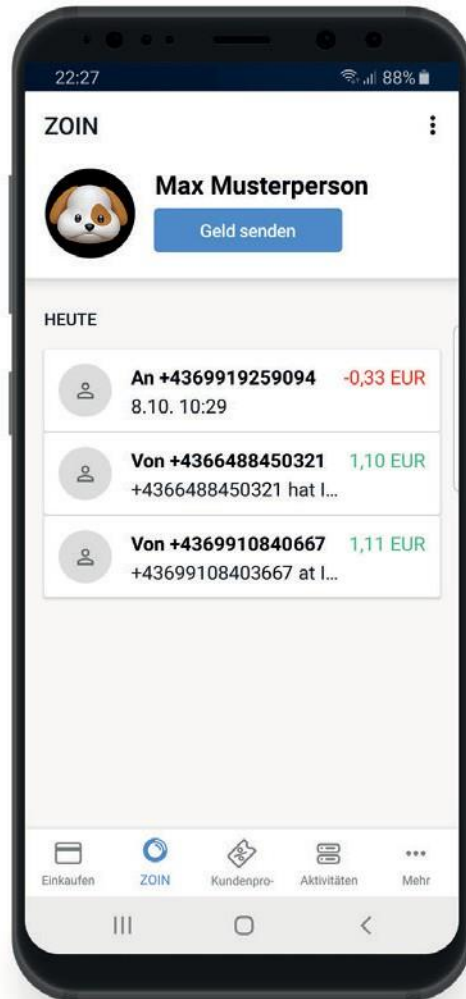 22:27 88%
ZOIN
Max Musterperson
Geld senden
HEUTE
An +4369919259094 -0,33 EUR
8.10. 10:29
Von +4366488450321 1,10 EUR
+4366488450321 hat I...
Von +4369910840667 1,11 EUR
+43699108403667 at I...
Einkaufen ZOIN Kundenpro- Aktivitäten Mehr